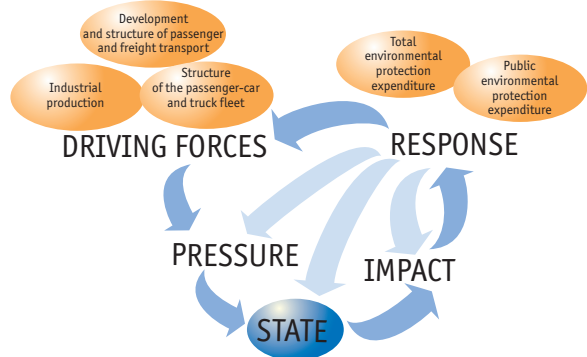 Development
and structure of passenger
and freight transport
Industrial
production
Structure
of the passenger-car
and truck fleet
Total
environmental
protection
expenditure
Public
environmental
protection
expenditure
DRIVING FORCES
RESPONSE
PRESSURE
IMPACT
STATE